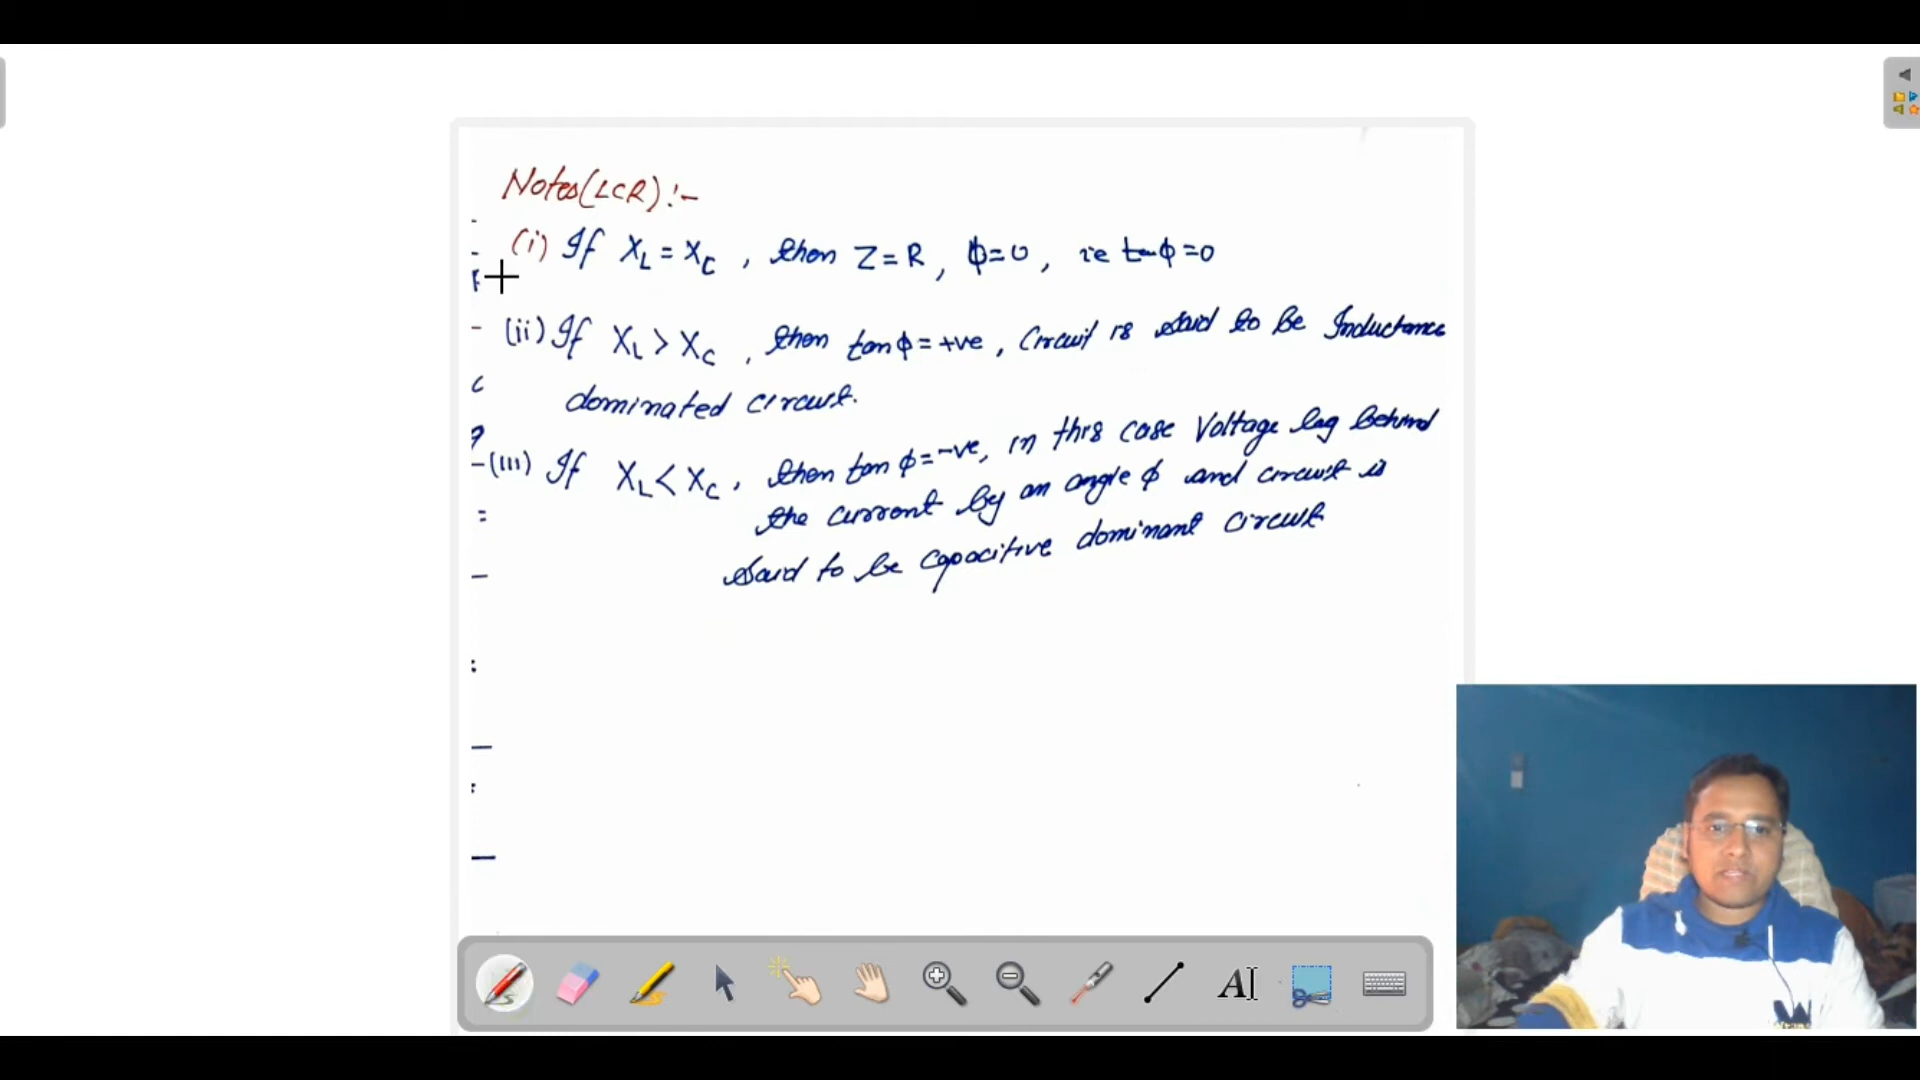 Notes(LCR):-
(i) If XL = XC, then Z=R, ϕ=0, ie tanϕ=0
(ii) If XL > XC, then tanϕ=+ve, Circuit is said to Be Inductance
dominated circuit.
(iii) If XL < XC, then tan ϕ=-ve, in this case Voltage lag behind
the current by an angle ϕ and circuit is
said to be capacitive dominant circuit